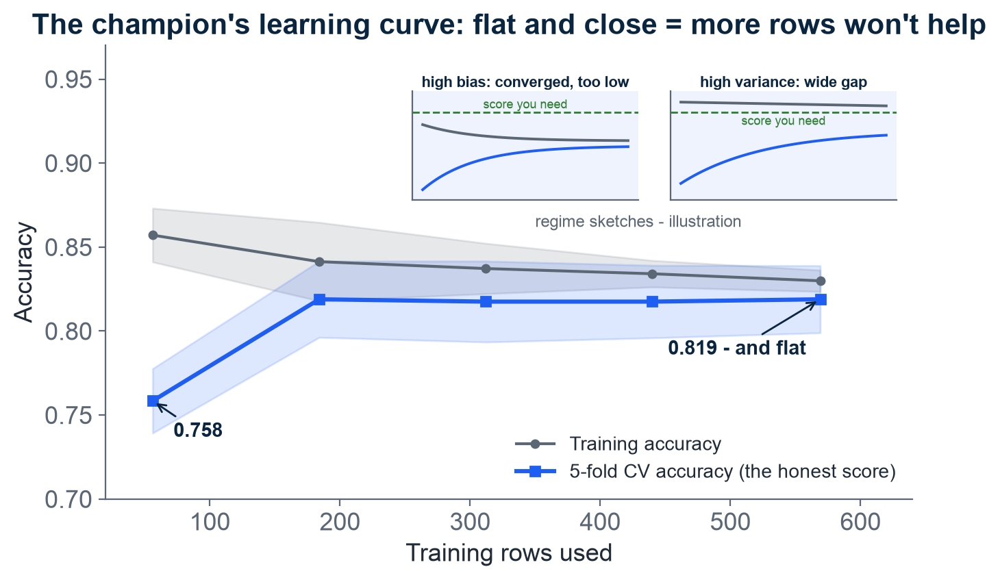 The champion's learning curve: flat and close = more rows won't help
high bias: converged, too low
high variance: wide gap
score you need
score you need
regime sketches - illustration
Accuracy
0.95
0.90
0.85
0.80
0.75
0.70
0.819 - and flat
0.758
Training accuracy
5-fold CV accuracy (the honest score)
100 200 300 400 500 600
Training rows used